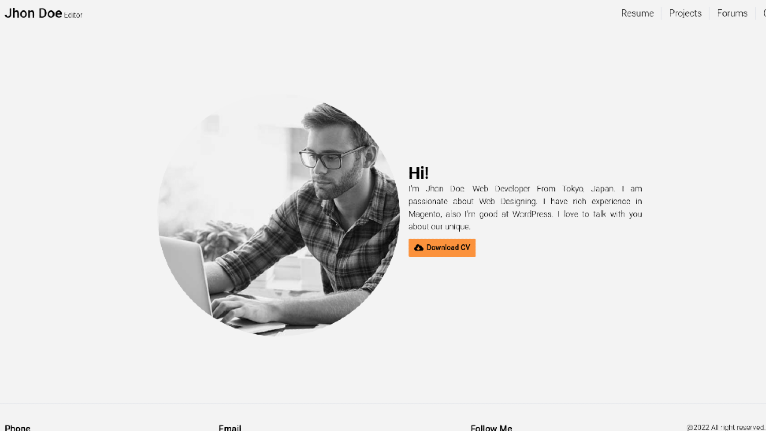 Jhon Doe Editor
Resume
Projects
Forums
Hi!
I'm Jhon Doe. Web Developer From Tokyo, Japan. I am
passionate about Web Designing. I have rich experience in
Magento, also I'm good at WordPress. I love to talk with you
about our unique.
Download CV
Phone
Email
Follow Me
@2022 All right reserved.